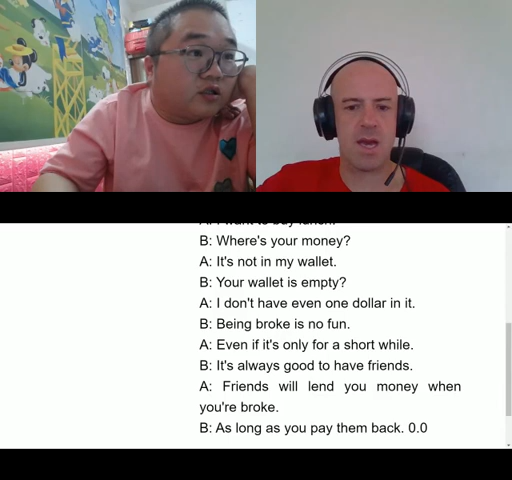 B: Where's your money?
A: It's not in my wallet.
B: Your wallet is empty?
A: I don't have even one dollar in it.
B: Being broke is no fun.
A: Even if it's only for a short while.
B: It's always good to have friends.
A: Friends will lend you money when
you're broke.
B: As long as you pay them back. 0.0